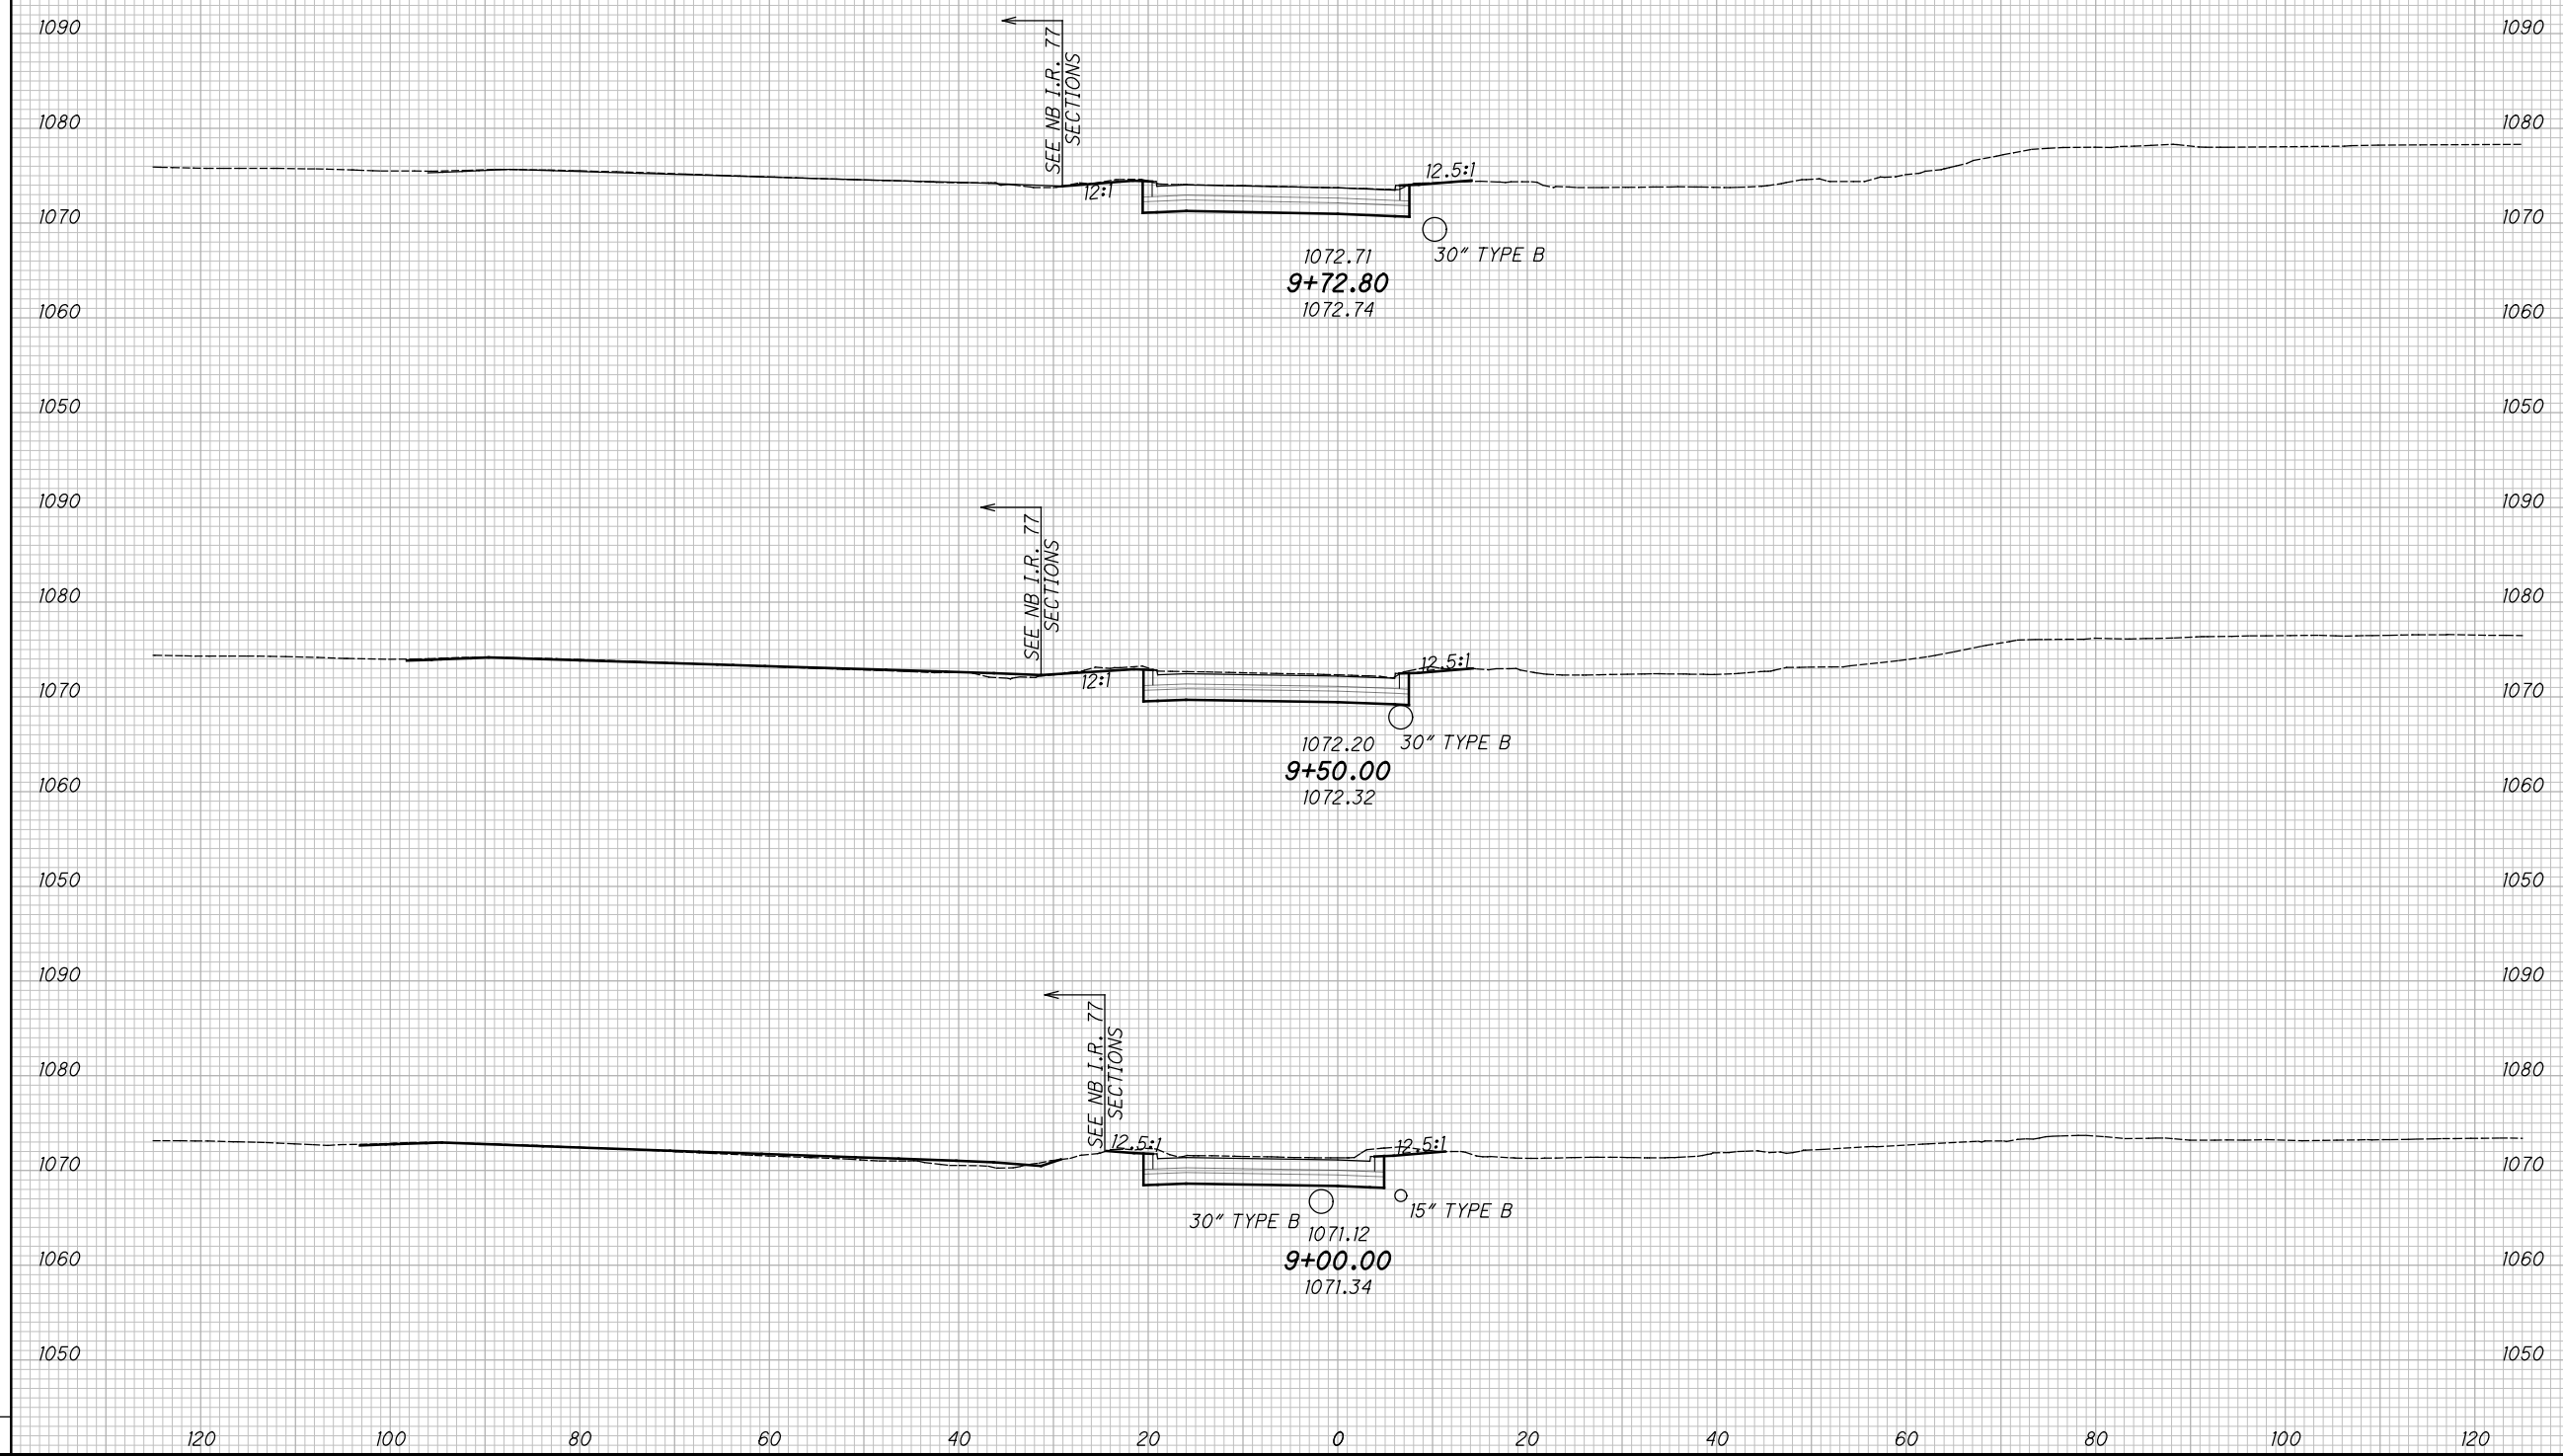 1090 1090
SEE NB I.R. 77
SECTIONS
1080 1080
12.5:1
12:1
1070 1070
30" TYPE B
1072.71
9+72.80
1072.74
1060 1060
1050 1050
1090 1090
SEE NB I.R. 77
SECTIONS
1080 1080
12.5:1
12:1
1070 1070
1072.20 30" TYPE B
9+50.00
1072.32
1060 1060
1050 1050
1090 1090
SEE NB I.R. 77
SECTIONS
1080 1080
12.5:1 12.5:1
1070 1070
15" TYPE B
30" TYPE B
1071.12
9+00.00
1071.34
1060 1060
1050 1050
120 100 80 60 40 20 0 20 40 60 80 100 120